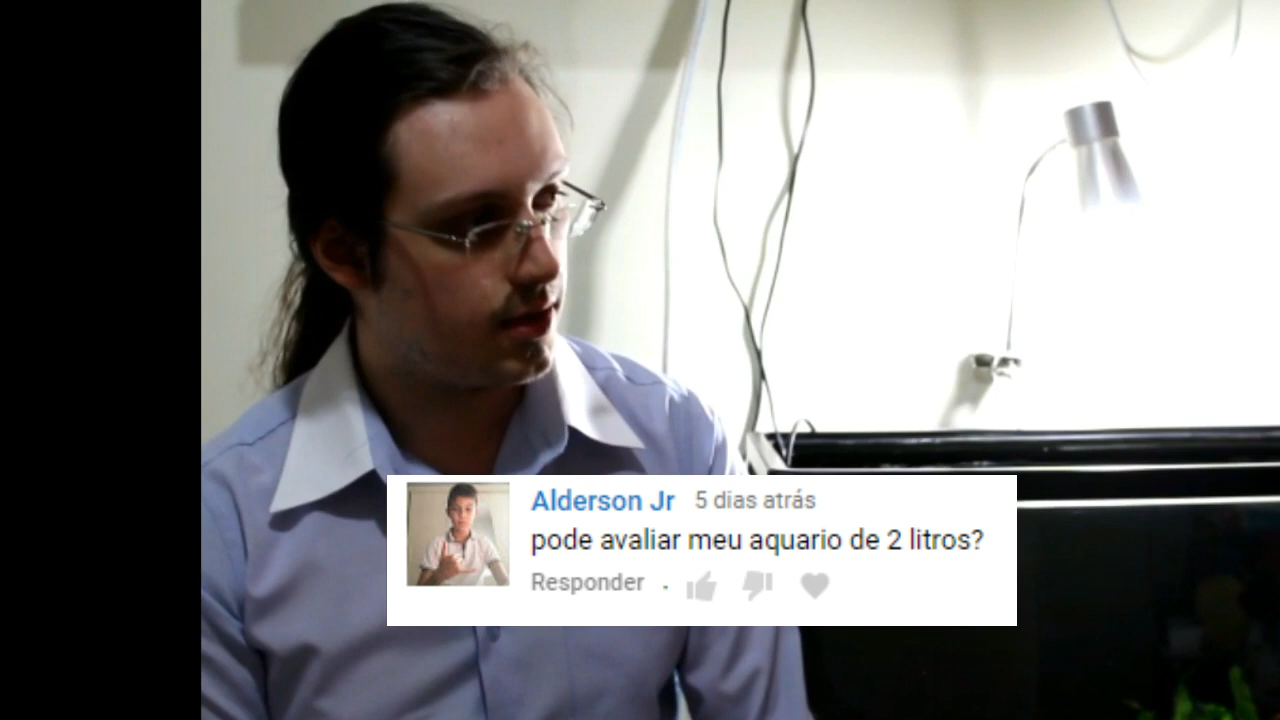 Alderson Jr 5 dias atrás
pode avaliar meu aquario de 2 litros?
Responder